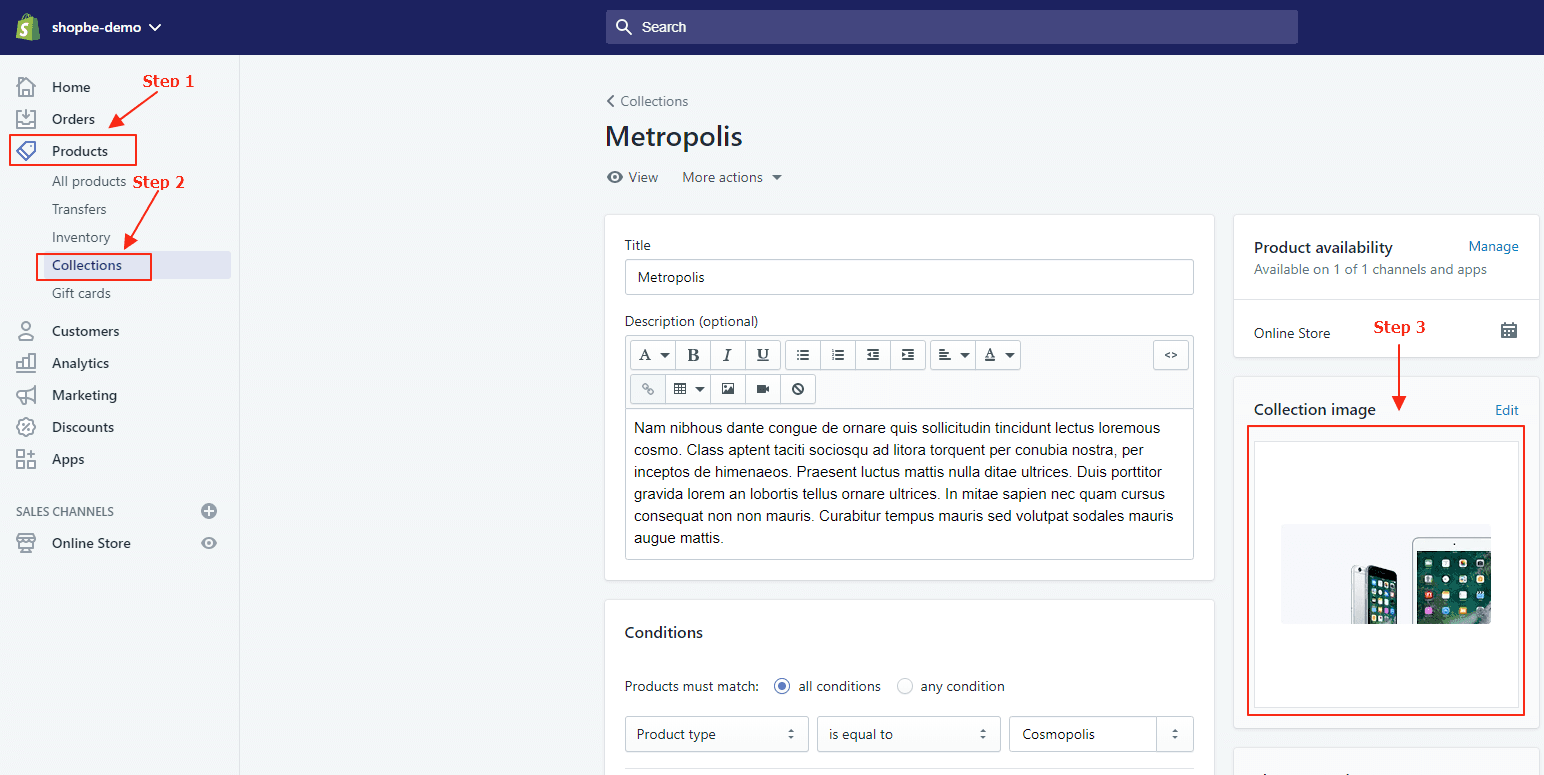 shopbe-demo
Search
Home
Step 1
Orders
Products
All products
Step 2
Transfers
Inventory
Collections
Gift cards
Customers
Analytics
Marketing
Discounts
Apps
SALES CHANNELS
Online Store
Collections
Metropolis
View
More actions
Title
Metropolis
Description (optional)
A B I U A <>
Nam nibhous dante congue de ornare quis sollicitudin tincidunt lectus loremous
cosmo. Class aptent taciti sociosqu ad litora torquent per conubia nostra, per
inceptos de himenaeos. Praesent luctus mattis nulla ditae ultrices. Duis porttitor
gravida lorem an lobortis tellus ornare ultrices. In mitae sapien nec quam cursus
consequat non non mauris. Curabitur tempus mauris sed volutpat sodales mauris
augue mattis.
Conditions
Products must match: all conditions any condition
Product type is equal to Cosmopolis
Product availability Manage
Available on 1 of 1 channels and apps
Online Store
Step 3
Collection image Edit